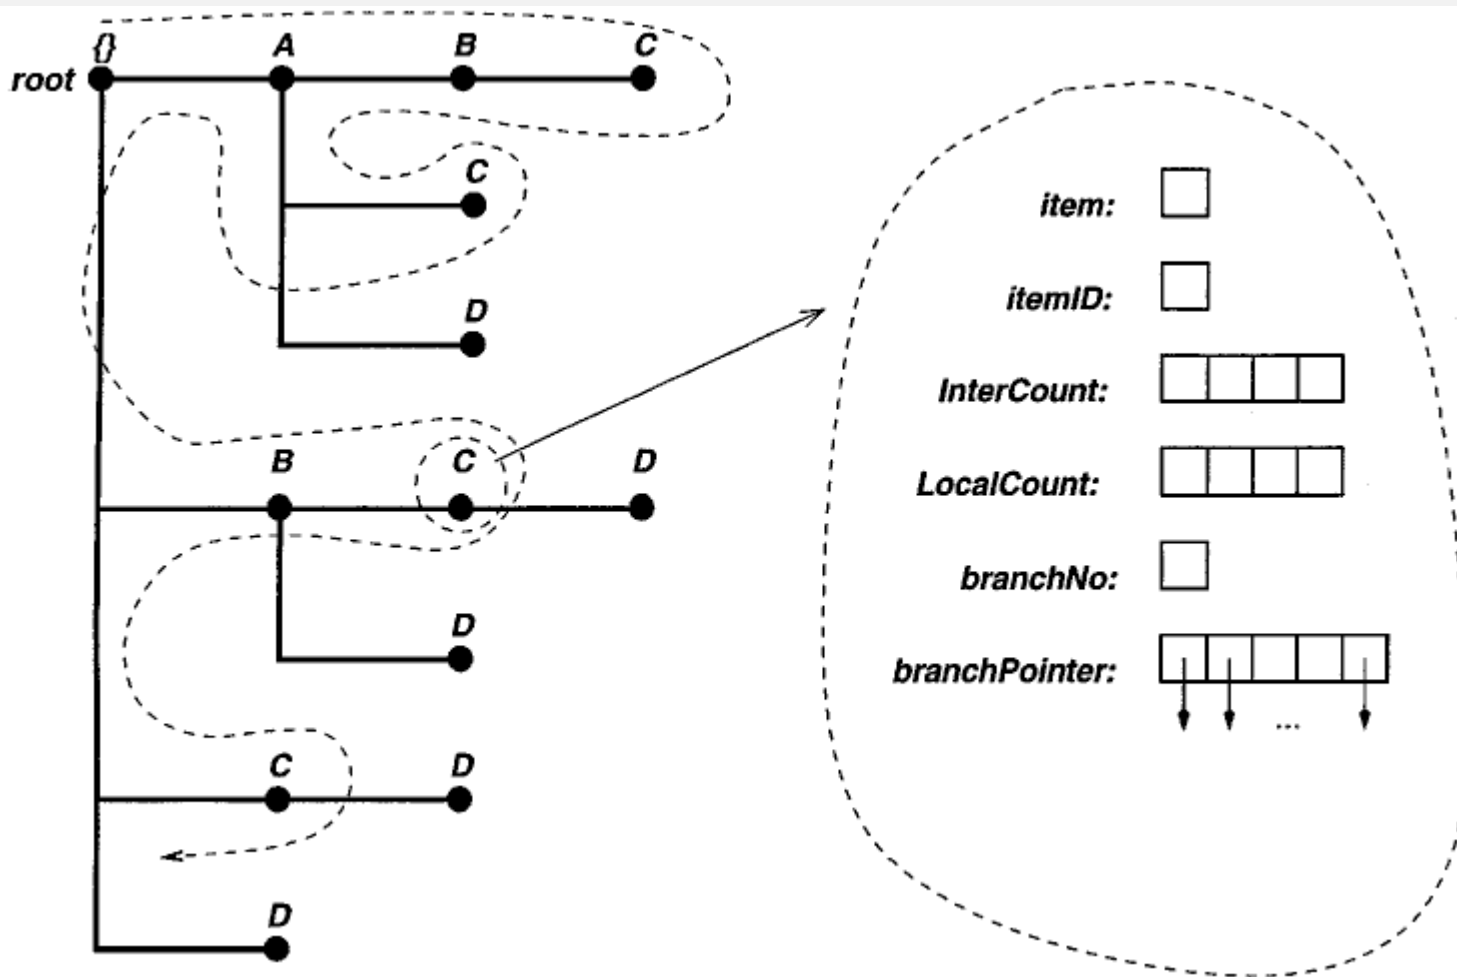 {} A B C
root
C
D
B C D
D
C D
D
item:
itemID:
InterCount:
LocalCount:
branchNo:
branchPointer:
...